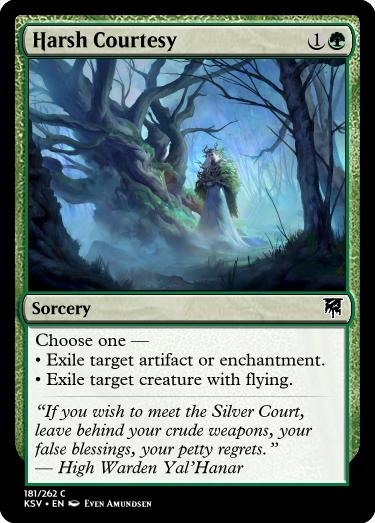 Harsh Courtesy 1
Sorcery
Choose one —
• Exile target artifact or enchantment.
• Exile target creature with flying.
“If you wish to meet the Silver Court,
leave behind your crude weapons, your
false blessings, your petty regrets.”
— High Warden Yal’Hanar
181/262 C
KSV • EN Even Amundsen